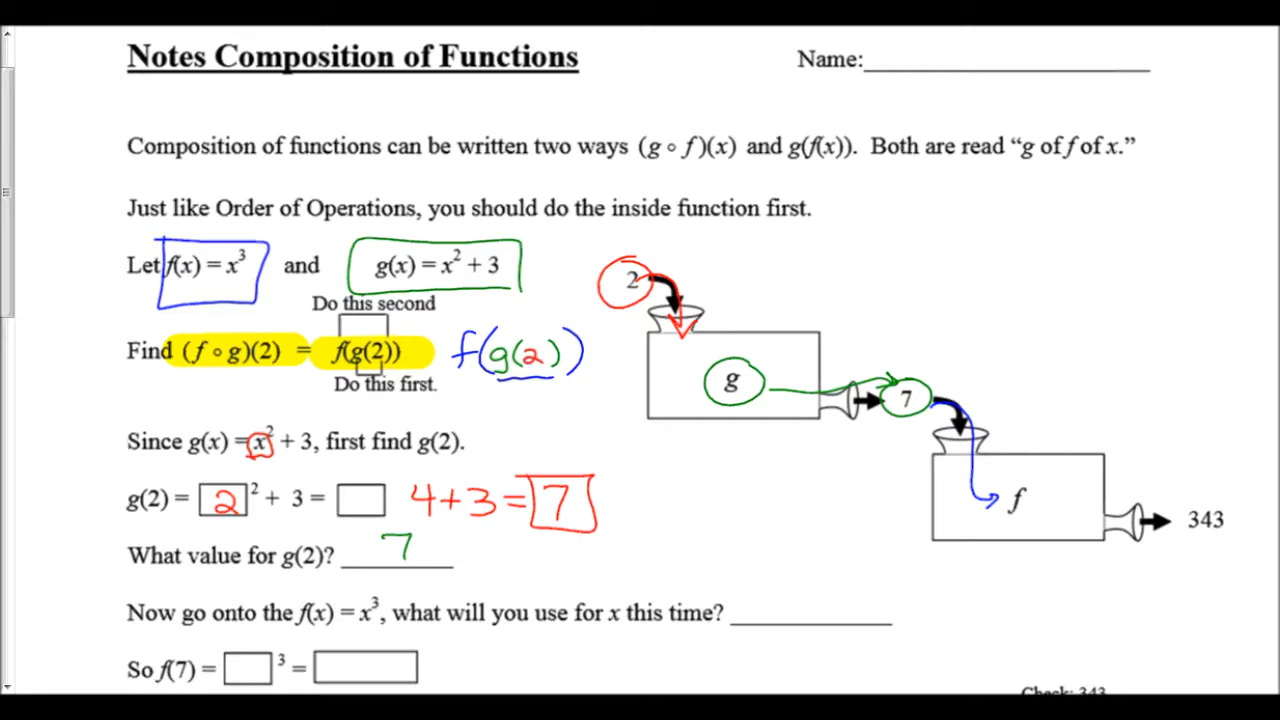 Notes Composition of Functions Name:
Composition of functions can be written two ways (g ∘ f)(x) and g(f(x)). Both are read “g of f of x.”
Just like Order of Operations, you should do the inside function first.
Let f(x) = x³ and g(x) = x² + 3
Do this second
Find (f ∘ g)(2) = f(g(2)) f(g(2))
Do this first.
Since g(x) = x² + 3, first find g(2).
g(2) = 2² + 3 = 4+3 = 7
What value for g(2)? 7
Now go onto the f(x) = x³, what will you use for x this time?
So f(7) = ³ =
2
g
7
f
343
Check: 343